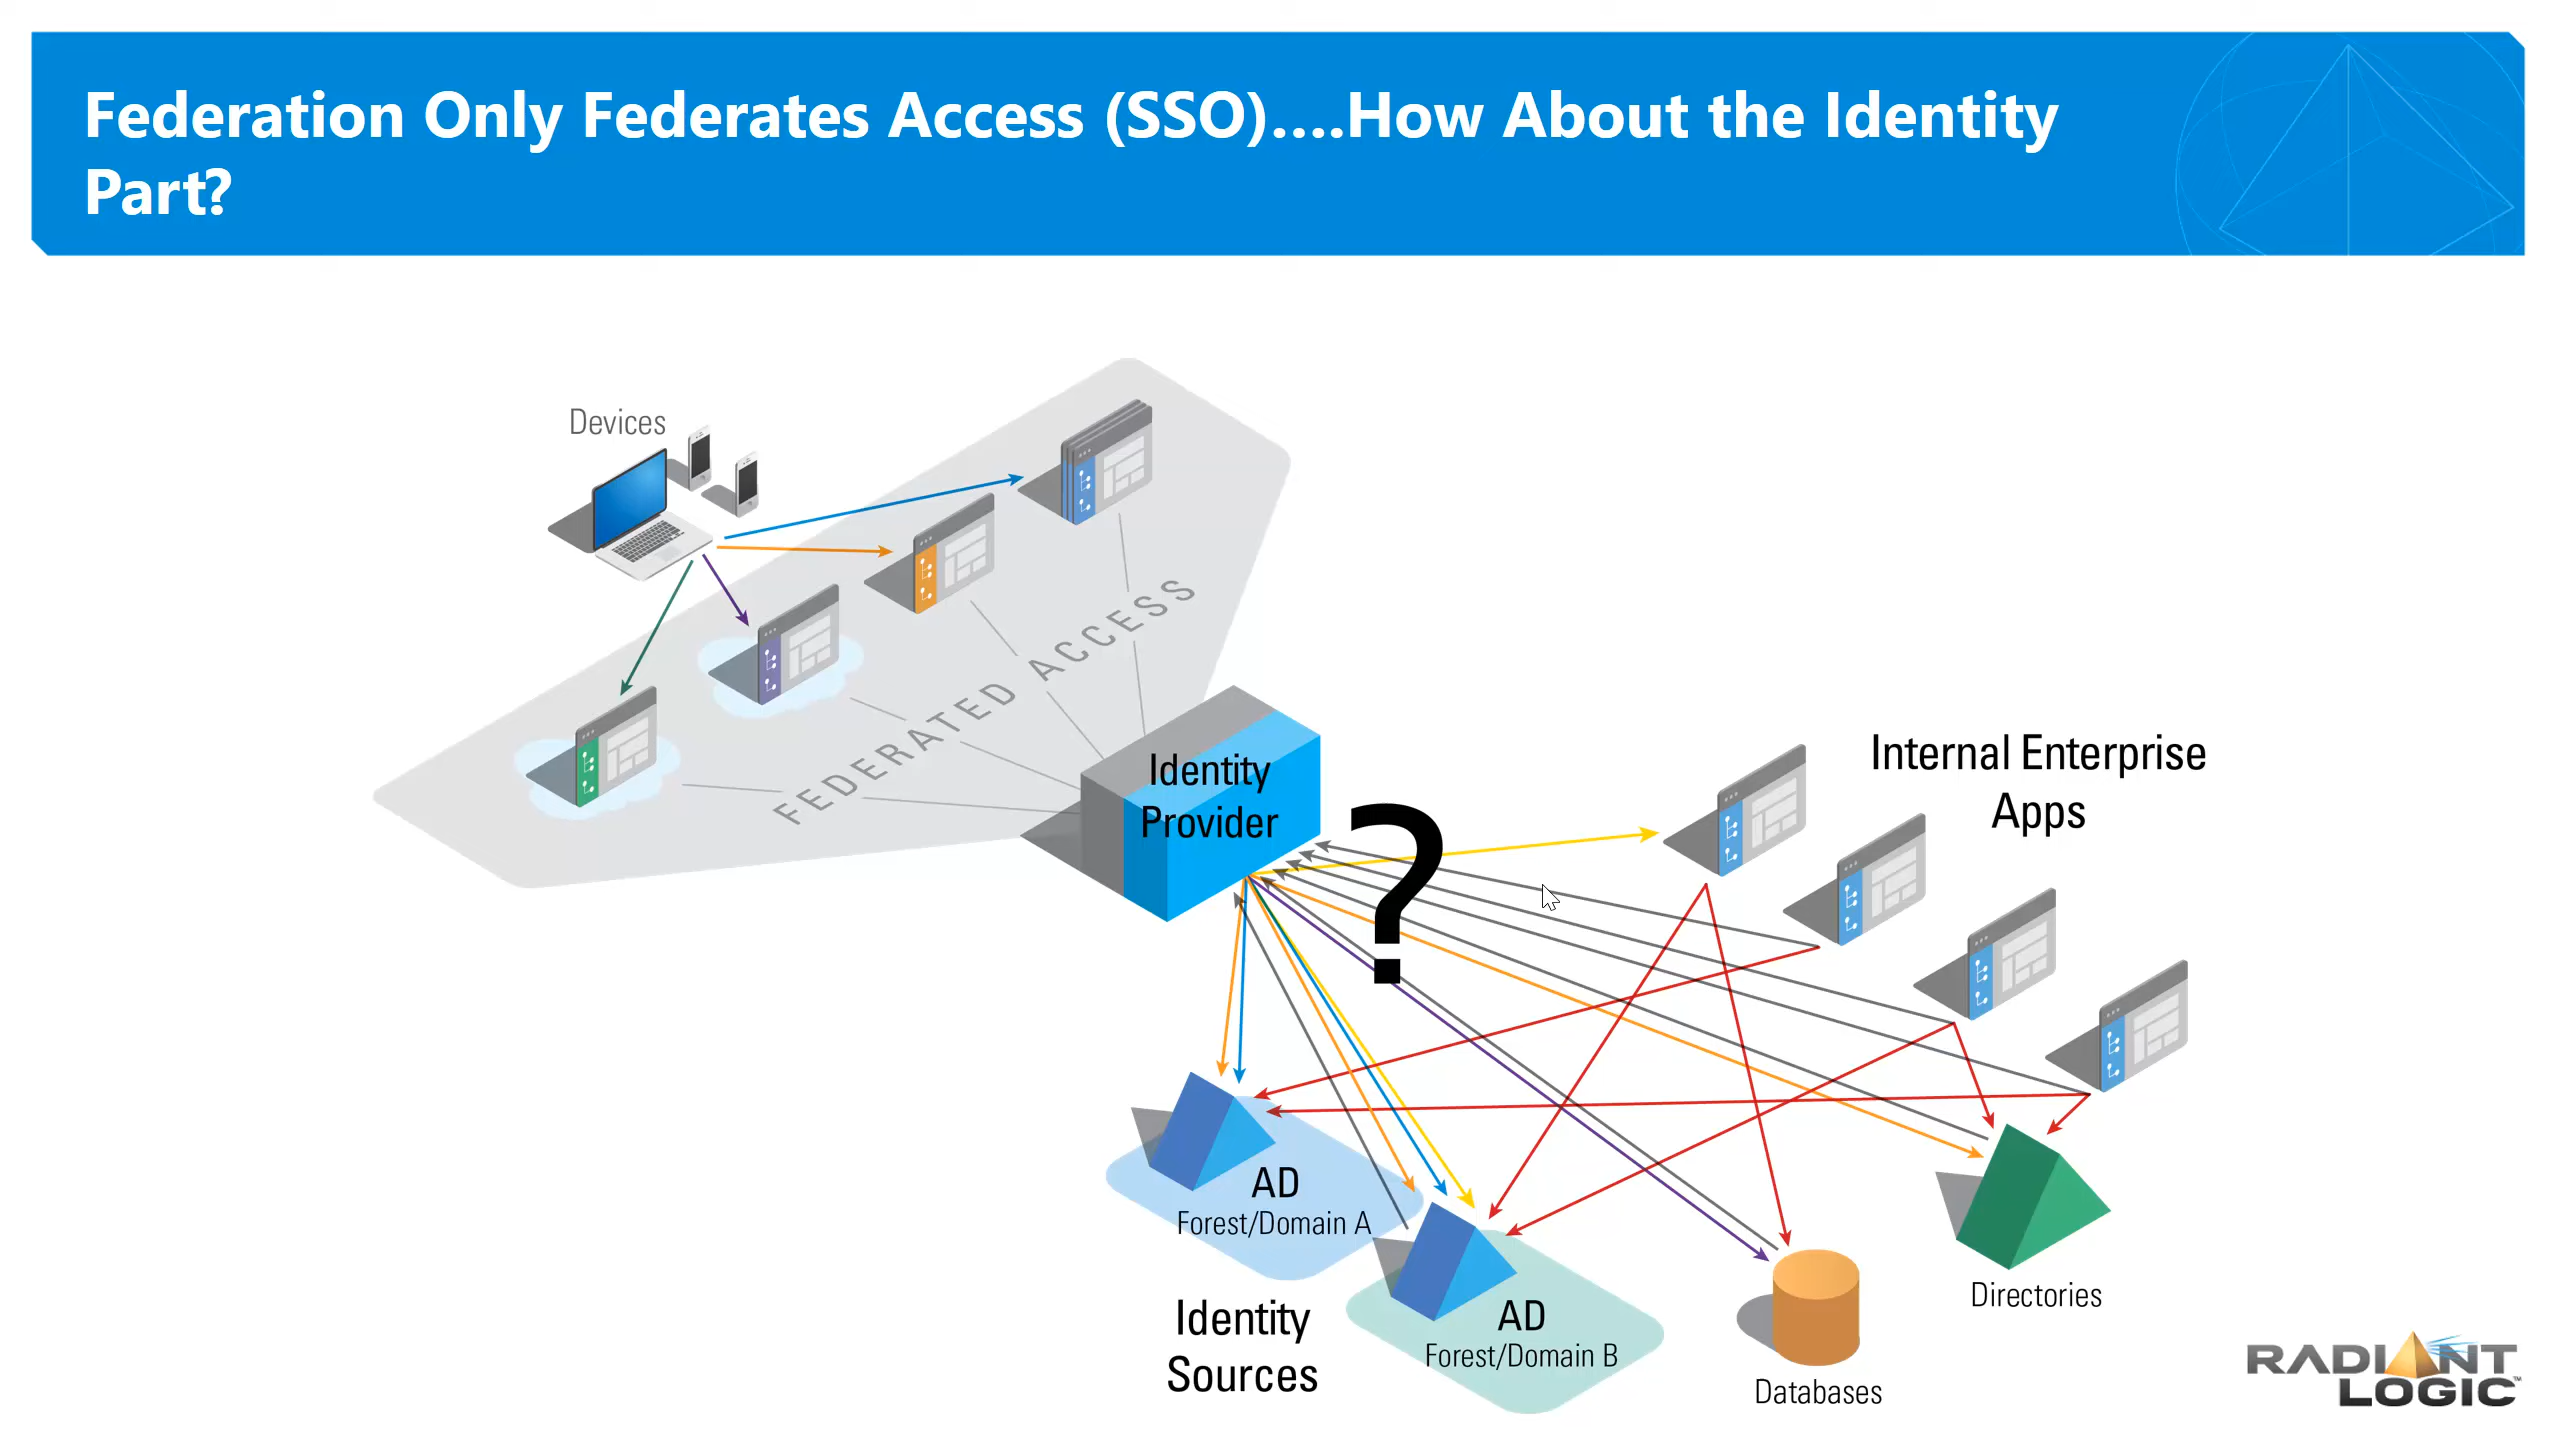 Federation Only Federates Access (SSO)....How About the Identity
Part?
Devices
FEDERATED ACCESS
Identity
Provider
?
Internal Enterprise
Apps
AD
Forest/Domain A
AD
Forest/Domain B
Identity
Sources
Databases
Directories
RADIANT
LOGIC™